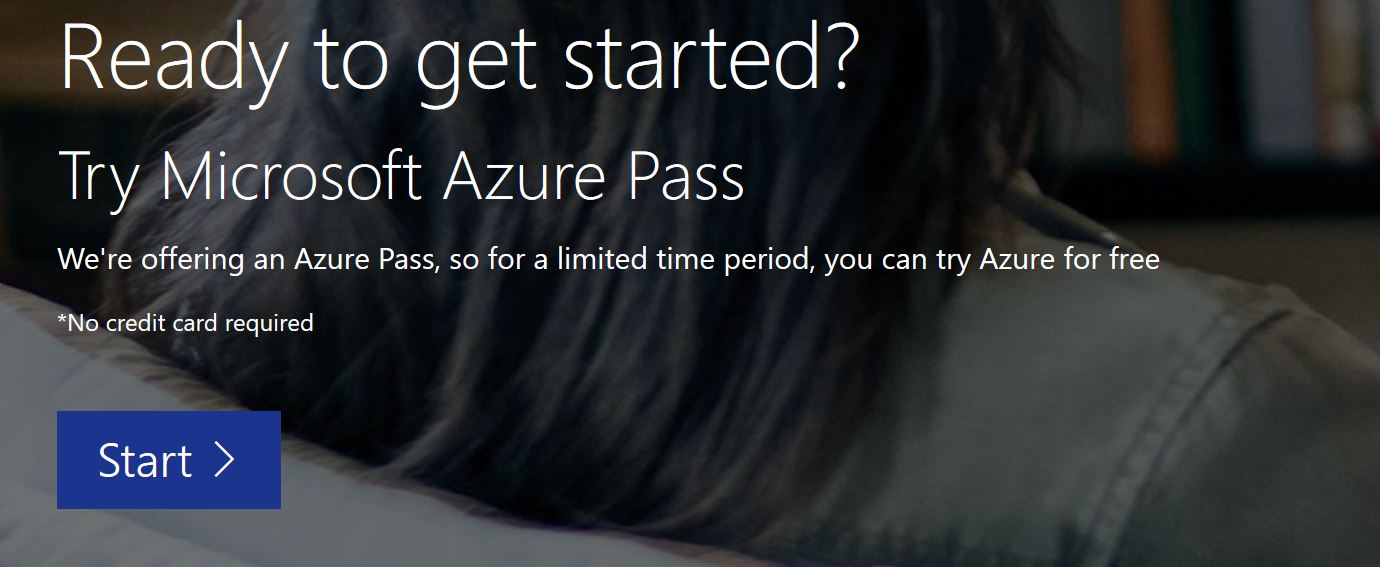 Ready to get started?
Try Microsoft Azure Pass
We're offering an Azure Pass, so for a limited time period, you can try Azure for free
*No credit card required
Start